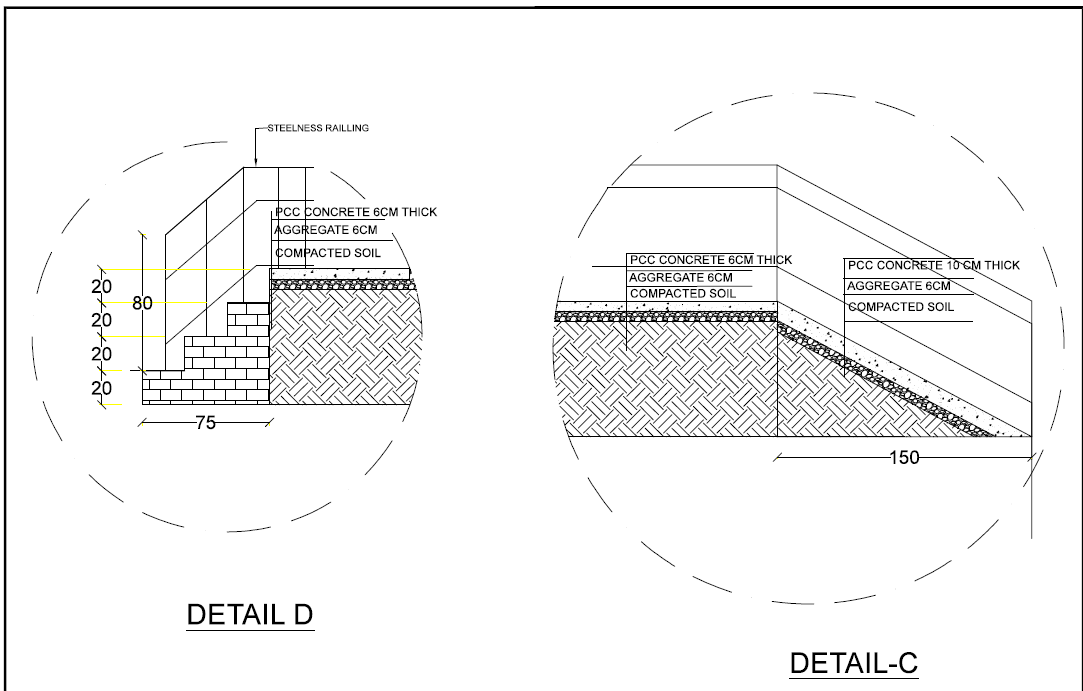 STEELNESS RAILLING
PCC CONCRETE 6CM THICK
AGGREGATE 6CM
COMPACTED SOIL
20
80
20
20
20
75
DETAIL D
PCC CONCRETE 6CM THICK
AGGREGATE 6CM
COMPACTED SOIL
PCC CONCRETE 10 CM THICK
AGGREGATE 6CM
COMPACTED SOIL
150
DETAIL-C